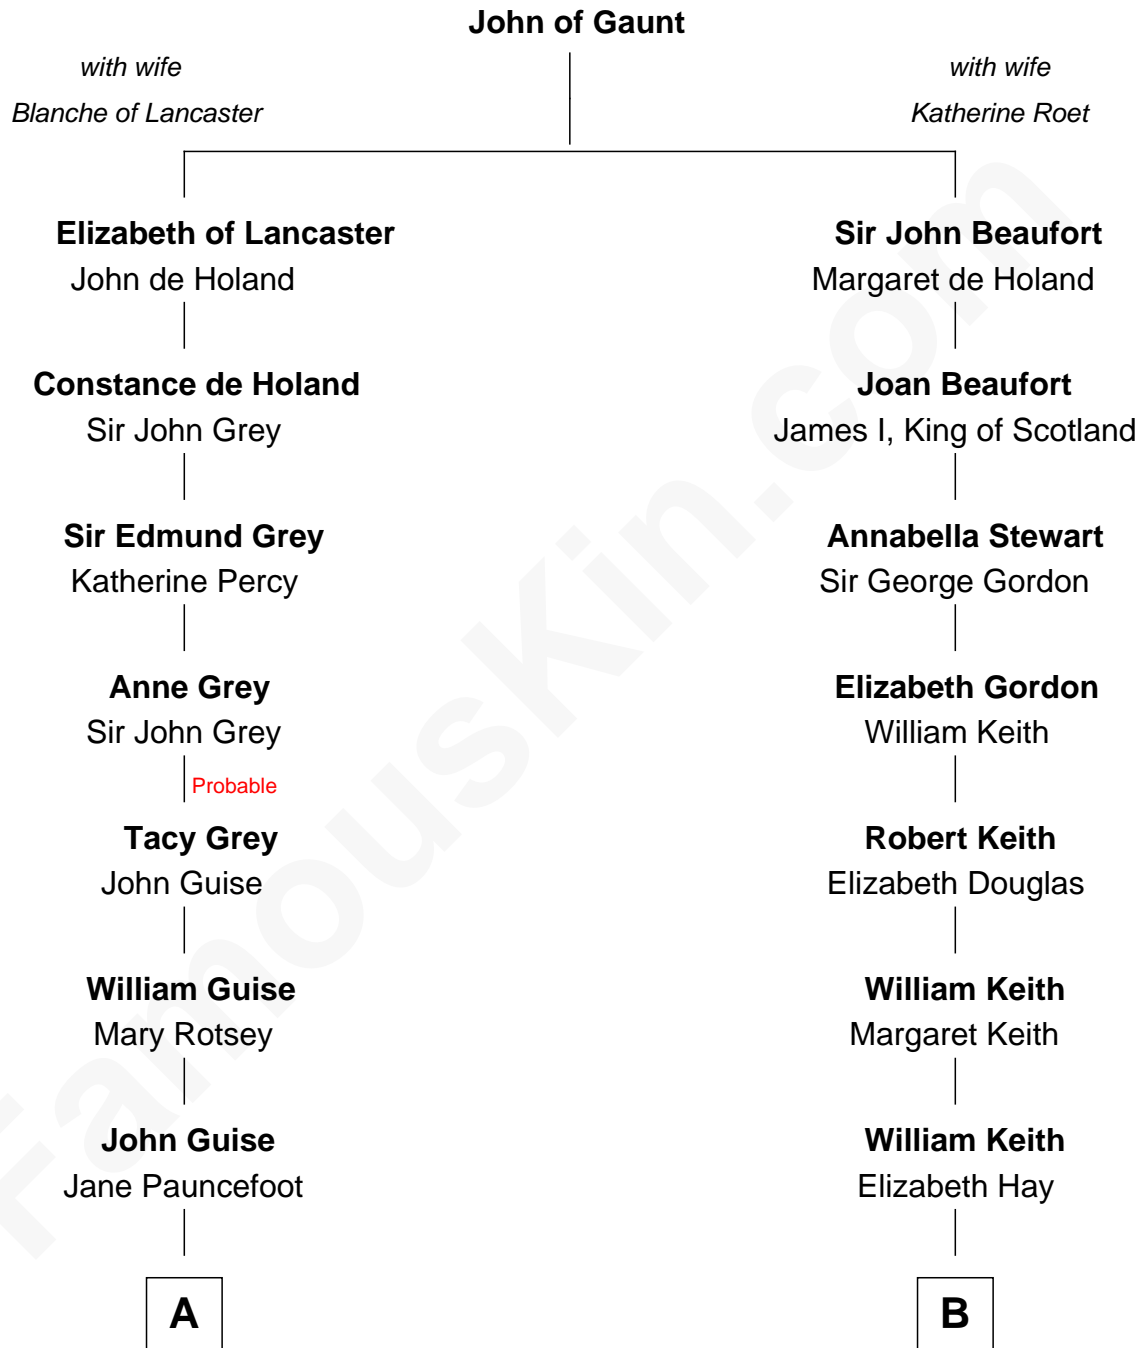 John of Gaunt
with wife
Blanche of Lancaster
with wife
Katherine Roet
Elizabeth of Lancaster
John de Holand
Sir John Beaufort
Margaret de Holand
Constance de Holand
Sir John Grey
Joan Beaufort
James I, King of Scotland
Sir Edmund Grey
Katherine Percy
Annabella Stewart
Sir George Gordon
Anne Grey
Sir John Grey
Elizabeth Gordon
William Keith
Probable
Tacy Grey
John Guise
Robert Keith
Elizabeth Douglas
William Guise
Mary Rotsey
William Keith
Margaret Keith
John Guise
Jane Pauncefoot
William Keith
Elizabeth Hay
A
B
FamousKin.com